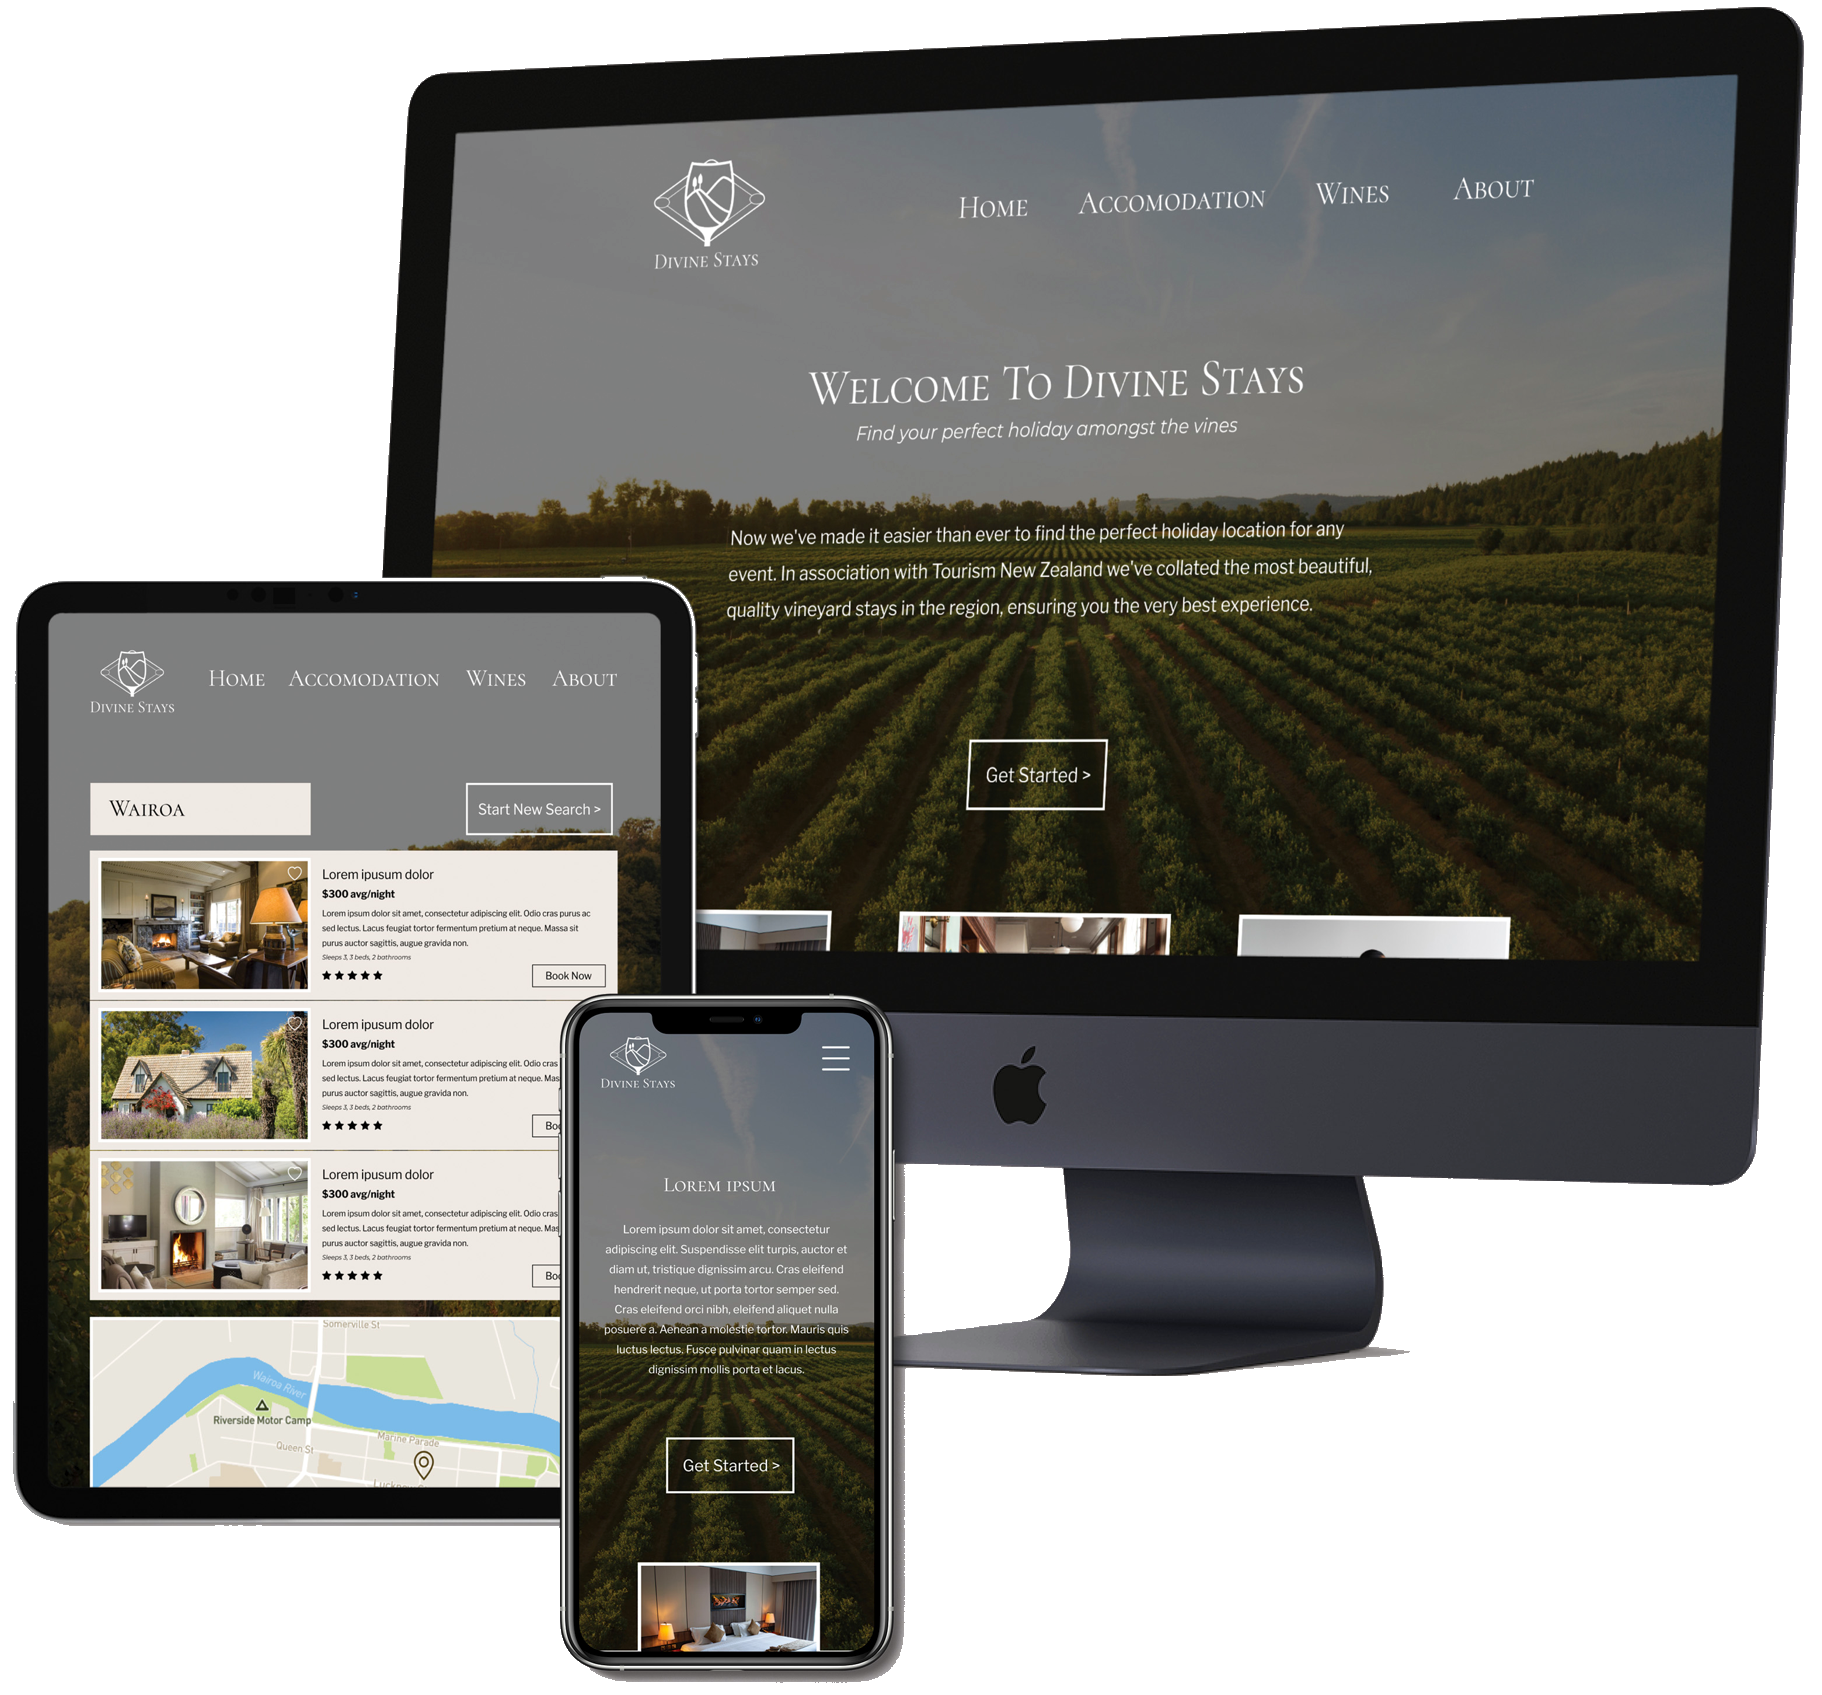 DIVINE STAYS
HOME ACCOMODATION WINES ABOUT
WELCOME TO DIVINE STAYS
Find your perfect holiday amongst the vines
Now we've made it easier than ever to find the perfect holiday location for any
event. In association with Tourism New Zealand we've collated the most beautiful,
quality vineyard stays in the region, ensuring you the very best experience.
Get Started >
DIVINE STAYS
HOME ACCOMODATION WINES ABOUT
WAIROA
Start New Search >
Lorem ipusum dolor
$300 avg/night
Lorem ipsum dolor sit amet, consectetur adipiscing elit. Odio cras purus ac
sed lectus. Lacus feugiat tortor fermentum pretium at neque. Massa sit
purus auctor sagittis, augue gravida non.
Sleeps 3, 3 beds, 2 bathrooms
Book Now
Lorem ipusum dolor
$300 avg/night
Lorem ipsum dolor sit amet, consectetur adipiscing elit. Odio cras
sed lectus. Lacus feugiat tortor fermentum pretium at neque. Mas
purus auctor sagittis, augue gravida non.
Sleeps 3, 3 beds, 2 bathrooms
Lorem ipusum dolor
$300 avg/night
Lorem ipsum dolor sit amet, consectetur adipiscing elit. Odio cras
sed lectus. Lacus feugiat tortor fermentum pretium at neque. Mas
purus auctor sagittis, augue gravida non.
Sleeps 3, 3 beds, 2 bathrooms
Somerville St
Wairoa River
Riverside Motor Camp
Queen St
Marine Parade
DIVINE STAYS
LOREM IPSUM
Lorem ipsum dolor sit amet, consectetur
adipiscing elit. Suspendisse elit turpis, auctor et
diam ut, tristique dignissim arcu. Cras eleifend
hendrerit neque, ut porta tortor semper sed.
Cras eleifend orci nibh, eleifend aliquet nulla
posuere a. Aenean a molestie tortor. Mauris quis
luctus lectus. Fusce pulvinar quam in lectus
dignissim mollis porta et lacus.
Get Started >